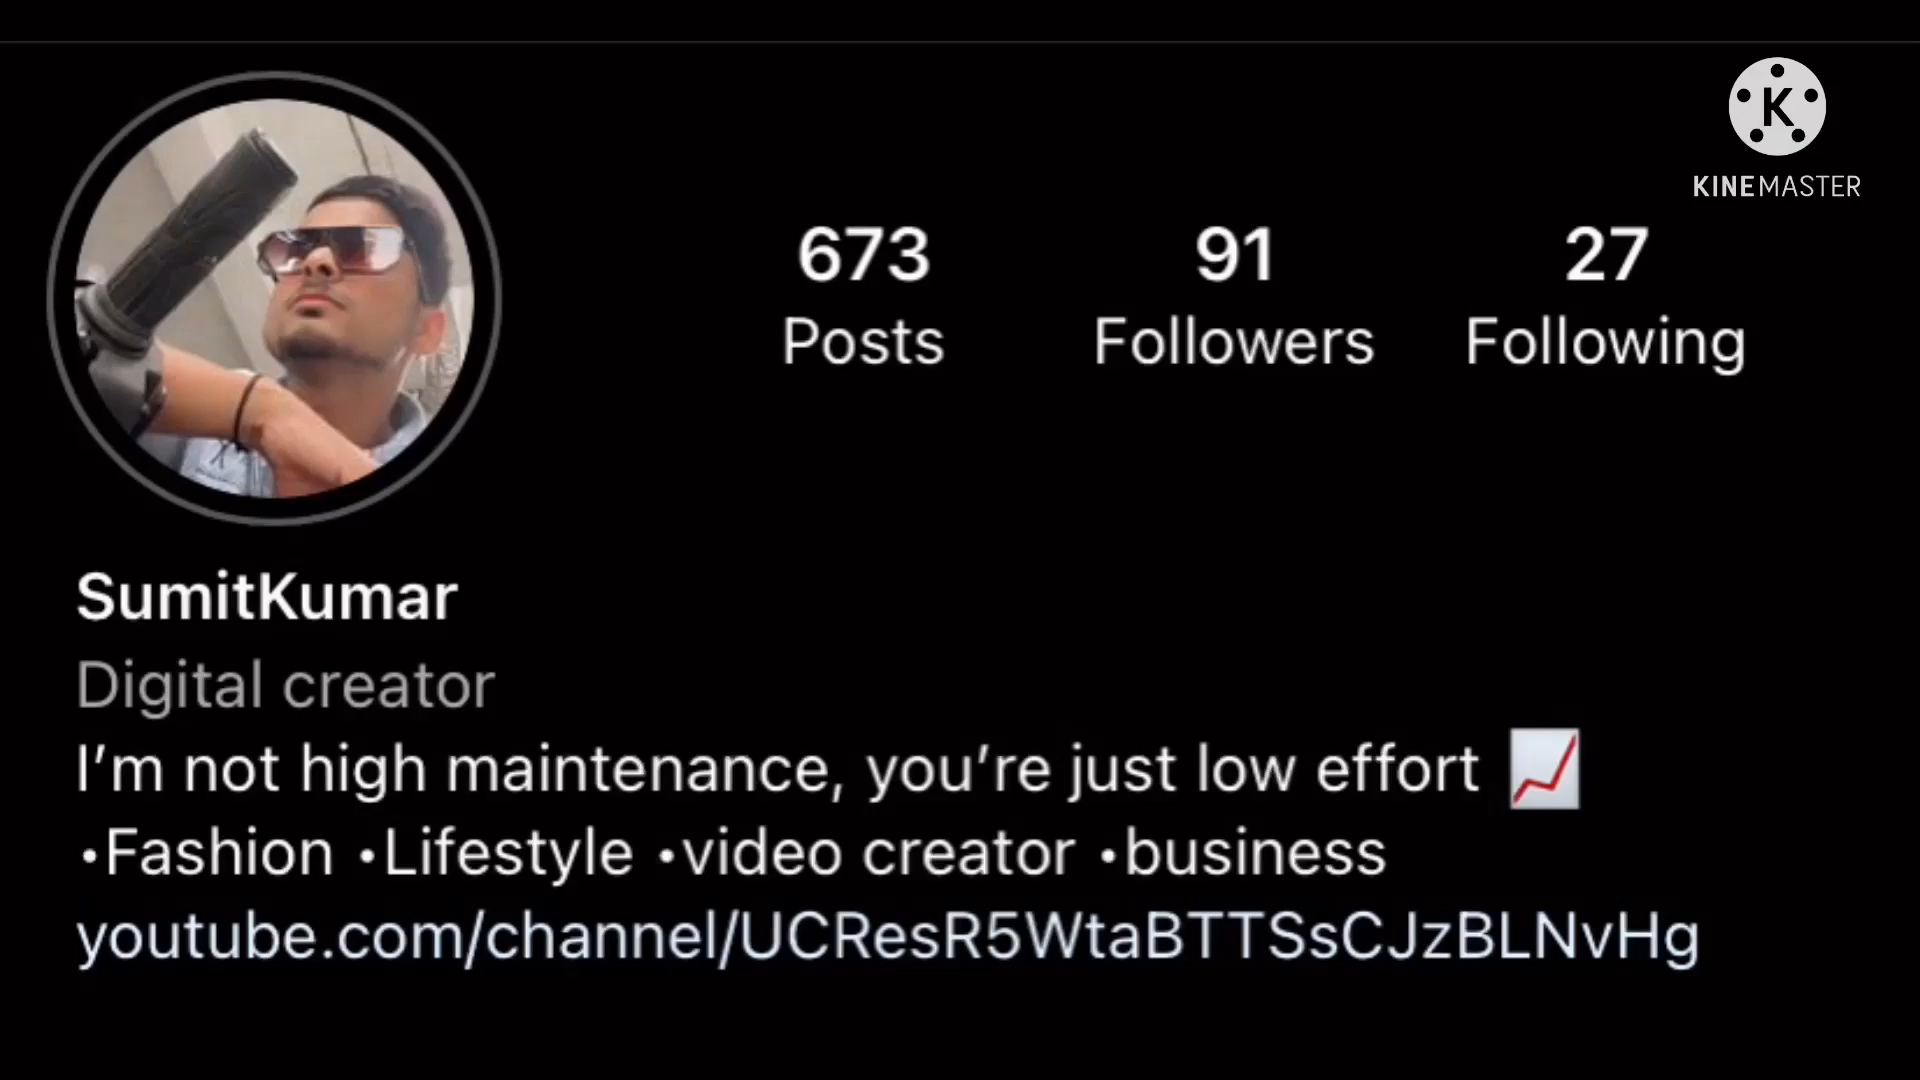 K
KINEMASTER
673 91 27
Posts Followers Following
SumitKumar
Digital creator
I’m not high maintenance, you’re just low effort 📈
•Fashion •Lifestyle •video creator •business
youtube.com/channel/UCResR5WtaBTTSsCJzBLNvHg